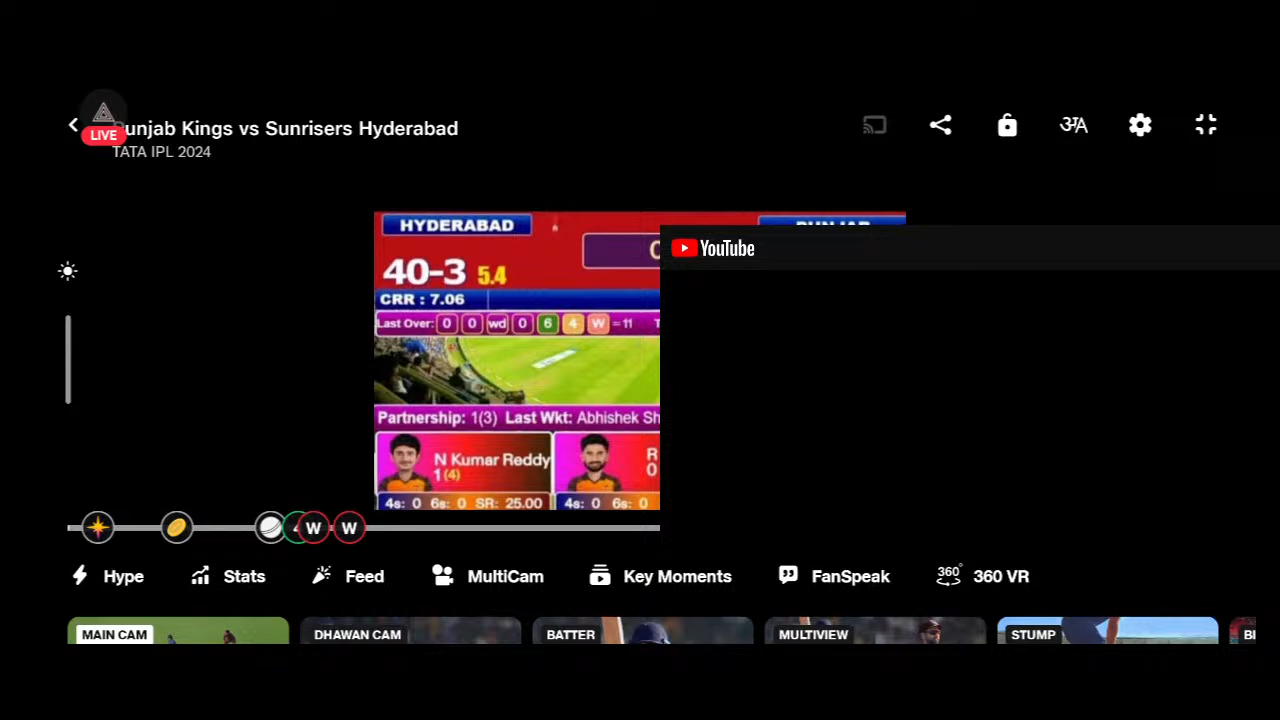 LIVE
unjab Kings vs Sunrisers Hyderabad
TATA IPL 2024
अA
HYDERABAD
40-3 5.4
YouTube
CRR : 7.06
Last Over: 0 0 wd 0 6 4 W = 11 T
Partnership: 1(3) Last Wkt: Abhishek Sh
N Kumar Reddy
1(4)
R
0
4s: 0 6s: 0 SR: 25.00
4s: 0 6s: 0
W W
Hype
Stats
Feed
MultiCam
Key Moments
FanSpeak
360° 360 VR
MAIN CAM
DHAWAN CAM
BATTER
MULTIVIEW
STUMP